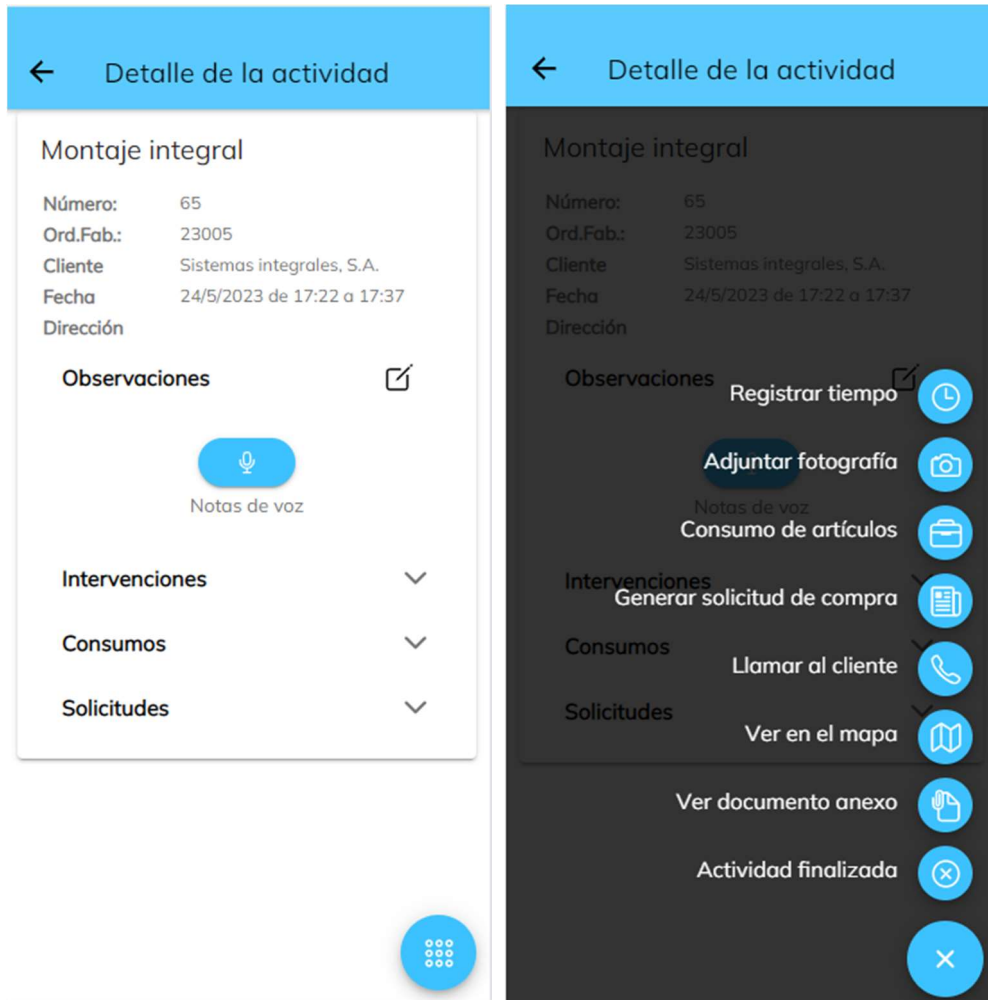 Detalle de la actividad
Montaje integral
Número: 65
Ord.Fab.: 23005
Cliente Sistemas integrales, S.A.
Fecha 24/5/2023 de 17:22 a 17:37
Dirección
Observaciones
Notas de voz
Intervenciones
Consumos
Solicitudes
Detalle de la actividad
Montaje integral
Número: 65
Ord.Fab.: 23005
Cliente Sistemas integrales, S.A.
Fecha 24/5/2023 de 17:22 a 17:37
Dirección
Observaciones
Registrar tiempo
Adjuntar fotografía
Notas de voz
Consumo de artículos
Intervenciones
Generar solicitud de compra
Consumos
Llamar al cliente
Solicitudes
Ver en el mapa
Ver documento anexo
Actividad finalizada